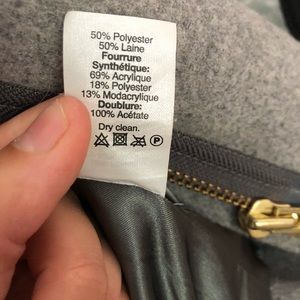 50% Polyester
50% Laine
Fourrure
Synthétique:
69% Acrylique
18% Polyester
13% Modacrylique
Doublure:
100% Acétate
Dry clean.
P